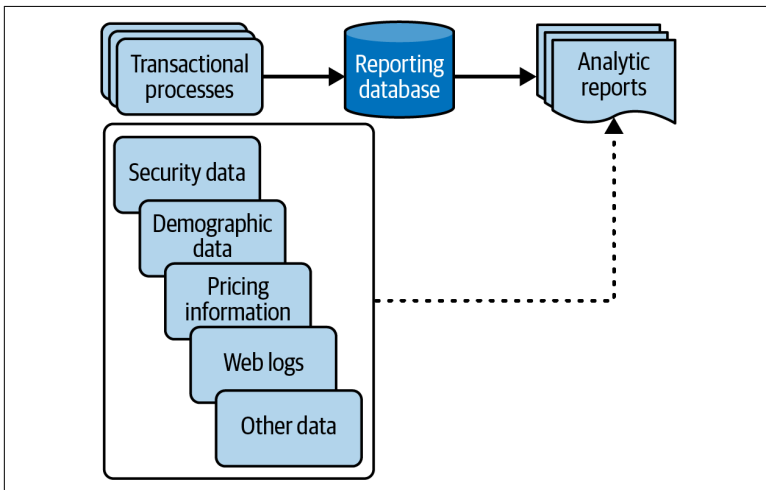 Transactional
processes
Reporting
database
Analytic
reports
Security data
Demographic
data
Pricing
information
Web logs
Other data